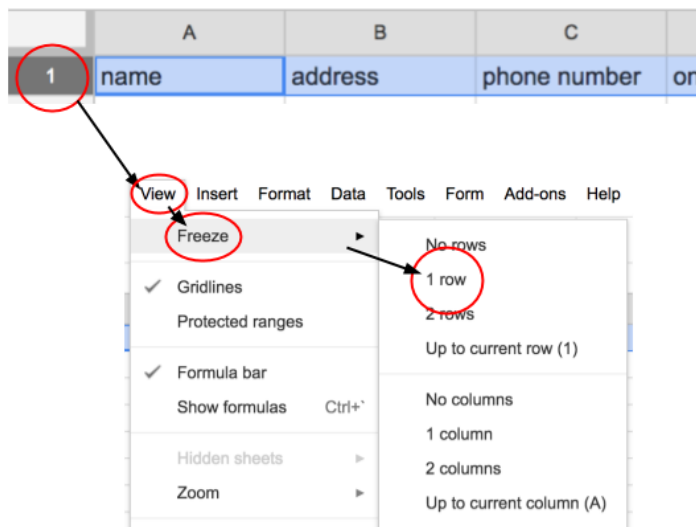 A B C
1 name address phone number on
View Insert Format Data Tools Form Add-ons Help
Freeze
No rows
1 row
2 rows
Up to current row (1)
No columns
1 column
2 columns
Up to current column (A)
Gridlines
Protected ranges
Formula bar
Show formulas Ctrl+`
Hidden sheets
Zoom